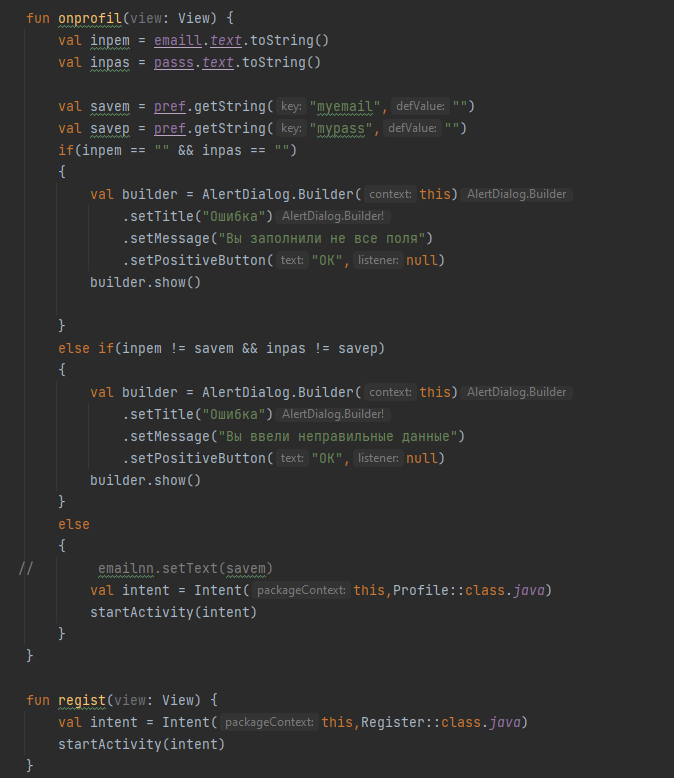 fun onprofil(view: View) {
val inpem = emaill.text.toString()
val inpas = passs.text.toString()
val savem = pref.getString( key: "myemail", defValue: "")
val savep = pref.getString( key: "mypass", defValue: "")
if(inpem == "" && inpas == "")
{
val builder = AlertDialog.Builder( context: this) AlertDialog.Builder
.setTitle("Ошибка") AlertDialog.Builder!
.setMessage("Вы заполнили не все поля")
.setPositiveButton( text: "OK", listener: null)
builder.show()
}
else if(inpem != savem && inpas != savep)
{
val builder = AlertDialog.Builder( context: this) AlertDialog.Builder
.setTitle("Ошибка") AlertDialog.Builder!
.setMessage("Вы ввели неправильные данные")
.setPositiveButton( text: "OK", listener: null)
builder.show()
}
else
{
// emailnn.setText(savem)
val intent = Intent( packageContext: this,Profile::class.java)
startActivity(intent)
}
}
fun regist(view: View) {
val intent = Intent( packageContext: this,Register::class.java)
startActivity(intent)
}